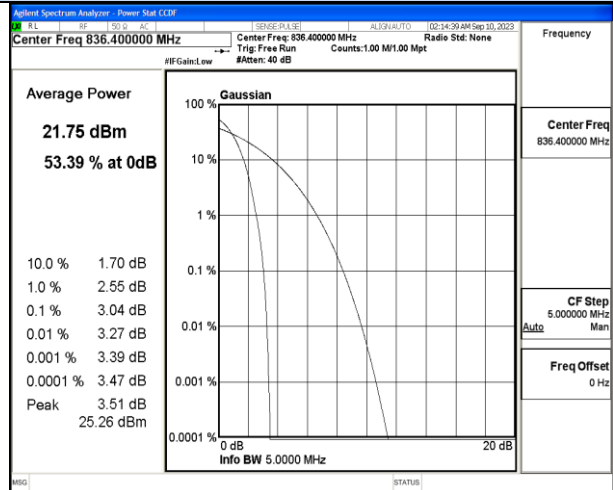 Agilent Spectrum Analyzer - Power Stat CCDF
RL RF 50 Ω AC SENSE:PULSE ALIGNAUTO 02:14:39 AM Sep 10, 2023
Center Freq 836.400000 MHz
Center Freq: 836.400000 MHz Radio Std: None
Trig: Free Run Counts:1.00 M/1.00 Mpt
#IFGain:Low #Atten: 40 dB
Frequency
Center Freq
836.400000 MHz
CF Step
5.000000 MHz
Auto Man
Freq Offset
0 Hz
Average Power
21.75 dBm
53.39 % at 0dB
10.0 % 1.70 dB
1.0 % 2.55 dB
0.1 % 3.04 dB
0.01 % 3.27 dB
0.001 % 3.39 dB
0.0001 % 3.47 dB
Peak 3.51 dB
25.26 dBm
Gaussian
100 %
10 %
1 %
0.1 %
0.01 %
0.001 %
0.0001 %
0 dB 20 dB
Info BW 5.0000 MHz
MSG STATUS